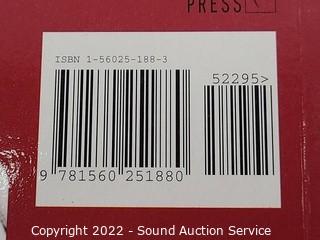 PRESS
ISBN 1-56025-188-3
52295>
9 781560 251880
Copyright 2022 - Sound Auction Service